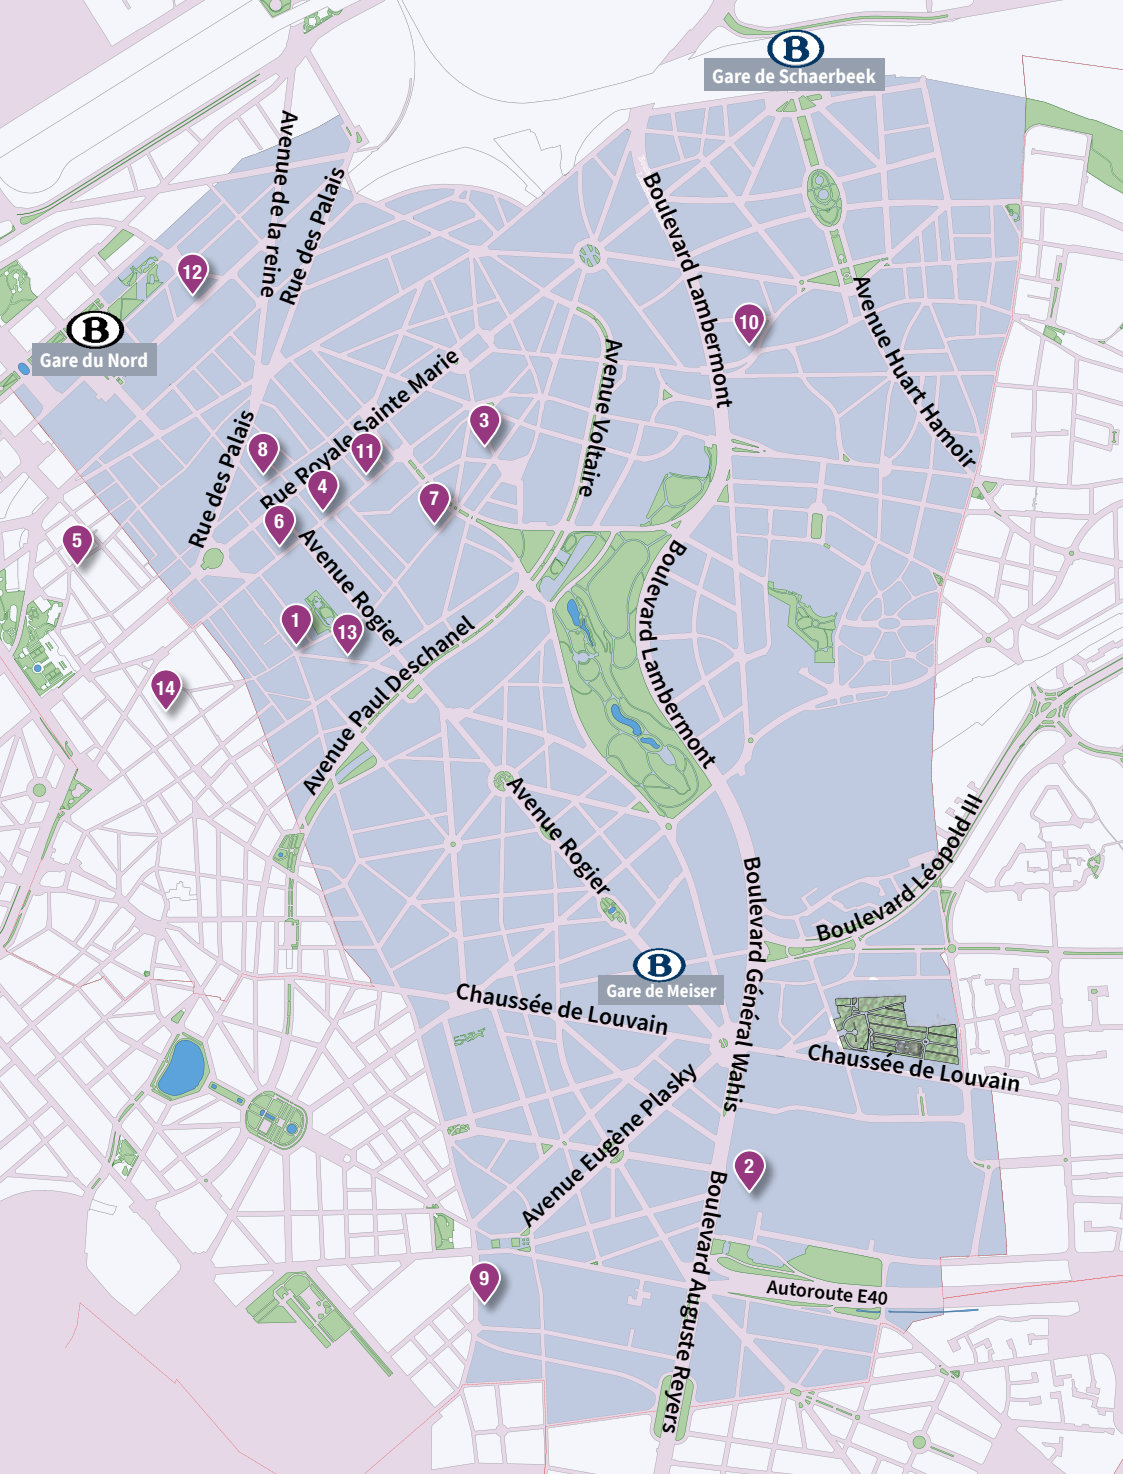 B
Gare de Schaerbeek
Avenue de la reine
Rue des Palais
Boulevard Lambermont
12
B
Gare du Nord
10
Avenue Huart Hamoir
Avenue Voltaire
Rue Royale Sainte Marie
3
Rue des Palais
8
11
4
7
6
5
Avenue Rogier
Boulevard Lambermont
1
13
Avenue Paul Deschanel
14
Avenue Rogier
Boulevard Léopold III
Boulevard Général Wahis
B
Gare de Meiser
Chaussée de Louvain
Chaussée de Louvain
Avenue Eugène Plasky
2
Boulevard Auguste Reyers
9
Autoroute E40